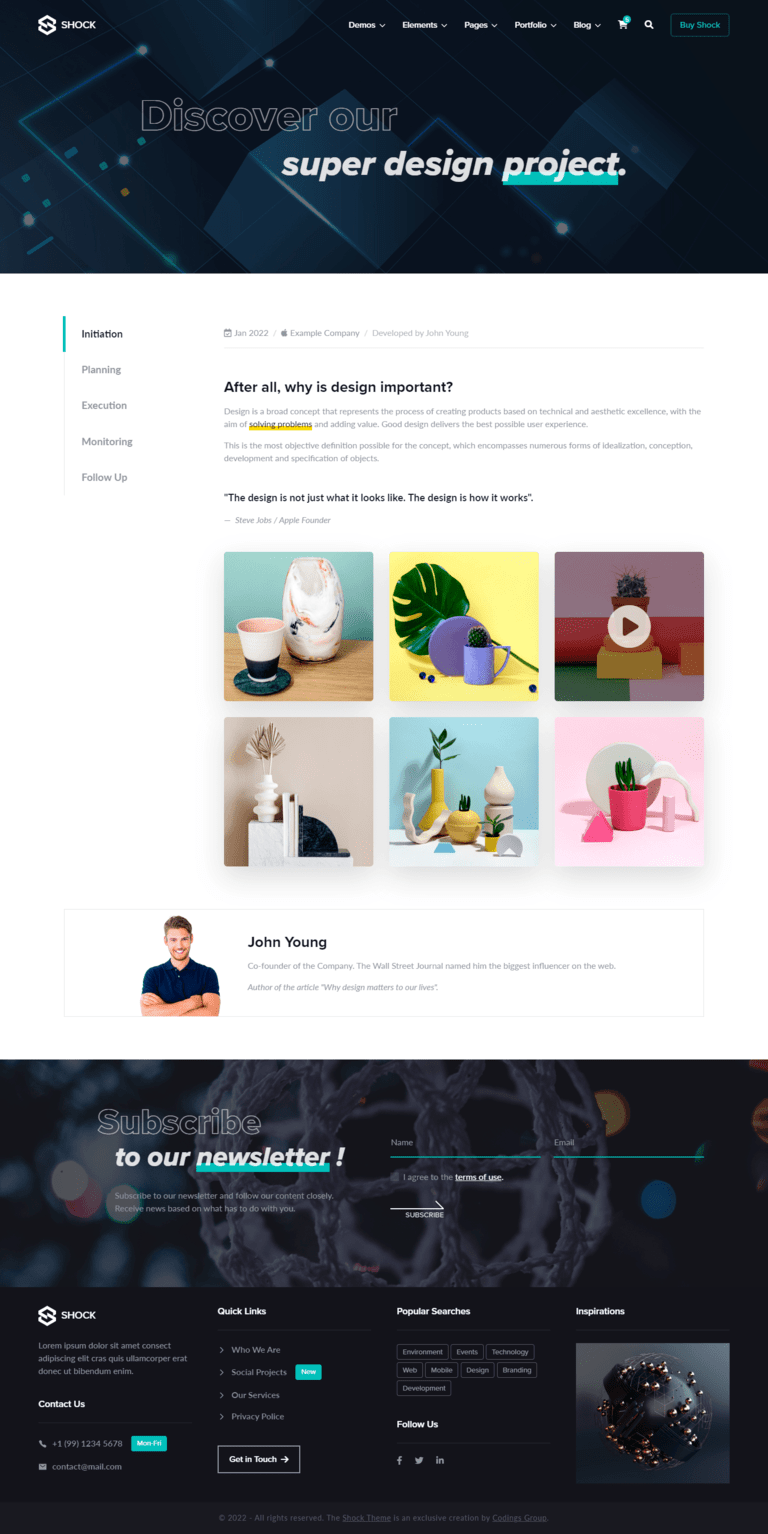 SHOCK
Demos Elements Pages Portfolio Blog 5 Buy Shock
Discover our
super design project.
Initiation
Planning
Execution
Monitoring
Follow Up
Jan 2022 / Example Company / Developed by John Young
After all, why is design important?
Design is a broad concept that represents the process of creating products based on technical and aesthetic excellence, with the
aim of solving problems and adding value. Good design delivers the best possible user experience.
This is the most objective definition possible for the concept, which encompasses numerous forms of idealization, conception,
development and specification of objects.
"The design is not just what it looks like. The design is how it works".
— Steve Jobs / Apple Founder
John Young
Co-founder of the Company. The Wall Street Journal named him the biggest influencer on the web.
Author of the article "Why design matters to our lives".
Subscribe
to our newsletter !
Subscribe to our newsletter and follow our content closely.
Receive news based on what has to do with you.
Name
Email
I agree to the terms of use.
SUBSCRIBE
SHOCK
Lorem ipsum dolor sit amet consect
adipiscing elit cras quis ullamcorper erat
donec ut bibendum enim.
Contact Us
+1 (99) 1234 5678 Mon-Fri
contact@mail.com
Quick Links
Who We Are
Social Projects New
Our Services
Privacy Police
Get in Touch
Popular Searches
Environment Events Technology
Web Mobile Design Branding
Development
Follow Us
Inspirations
© 2022 - All rights reserved. The Shock Theme is an exclusive creation by Codings Group.